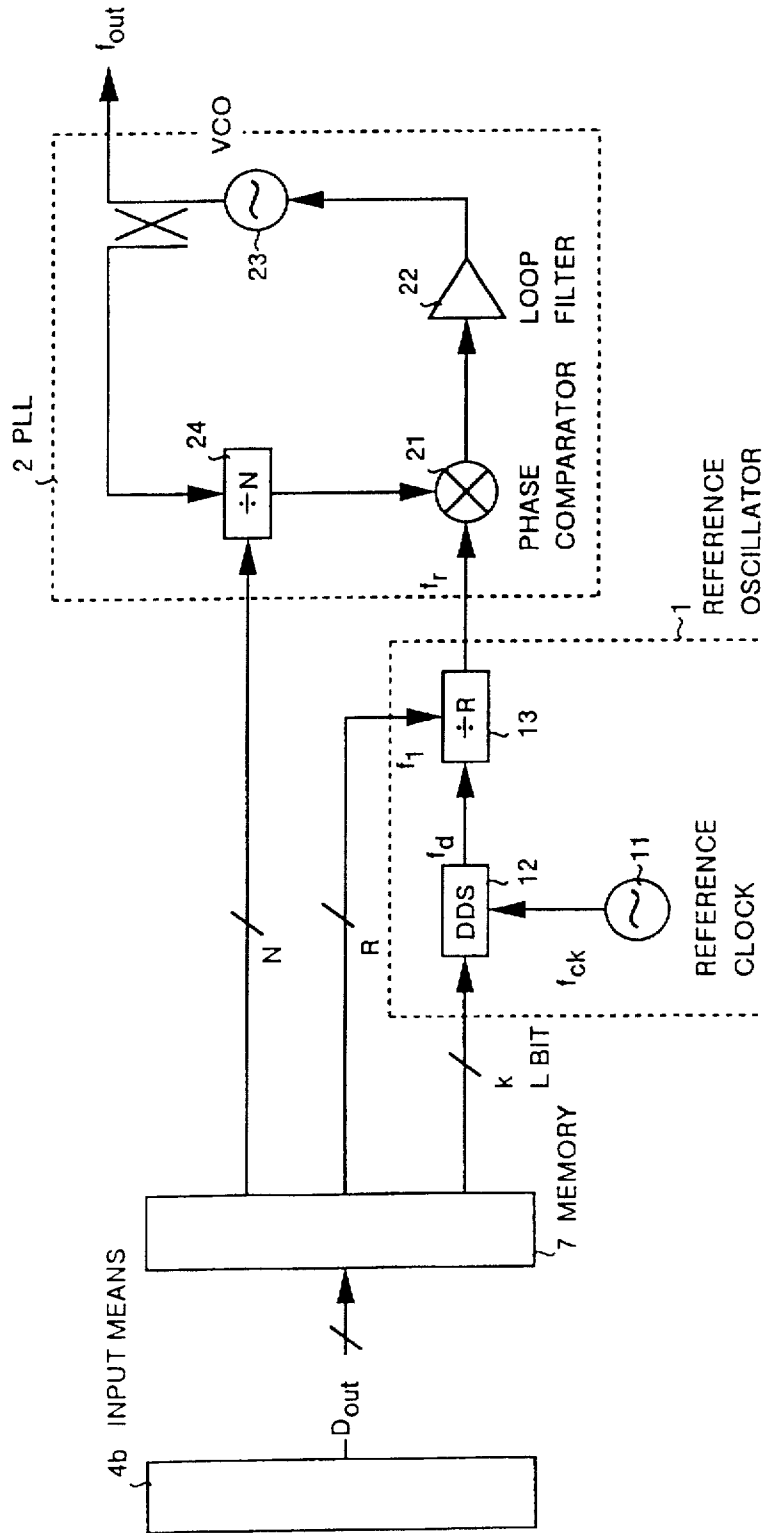 4b INPUT MEANS
D_out
7 MEMORY
N
R
k
L BIT
2 PLL
24
÷N
VCO
f_out
23
22
LOOP
FILTER
21
PHASE
COMPARATOR
f_r
f_1
÷R
13
f_d
DDS
12
f_ck
11
REFERENCE
CLOCK
1
REFERENCE
OSCILLATOR